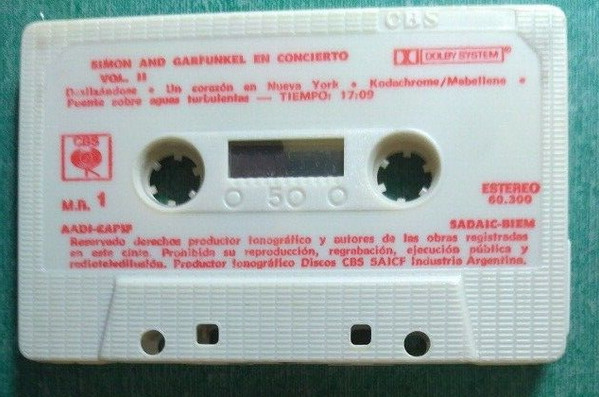 CBS
SIMON AND GARFUNKEL EN CONCIERTO
VOL. II
DOLBY SYSTEM
Deslizándose • Un corazón en Nueva York • Kodachrome/Mabellene •
Puente sobre aguas turbulentas — TIEMPO: 17:09
CBS
50
M.R. 1
ESTEREO
60.300
AADI-CAPIF
SADAIC-BIEM
Reservado derechos productor fonográfico y autores de las obras registradas
en esta cinta. Prohibida su reproducción, regrabación, ejecución pública y
radioteledifusión. Productor fonográfico Discos CBS SAICF Industria Argentina.